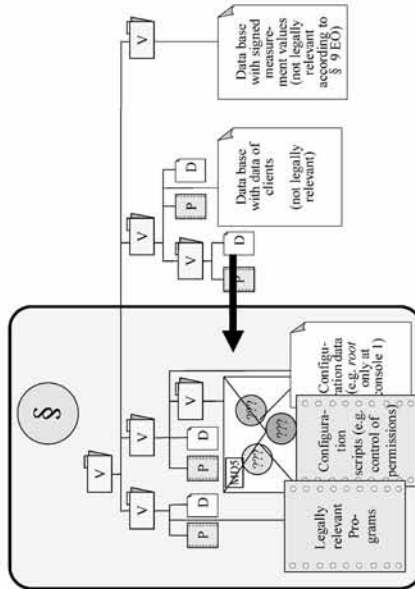 §
V
V
V
V
V
P
D
P
D
V
V
P
D
P
D
MD5
???
???
???
Legally
relevant
Pro-
grams
Configura-
tion
scripts (e.g.
control of
permissions)
Configu-
ration data
(e.g. root
only at
console 1)
Data base
with data of
clients
(not legally
relevant)
Data base
with signed
measure-
ment values
(not legally
relevant
according to
§ 9 EO)